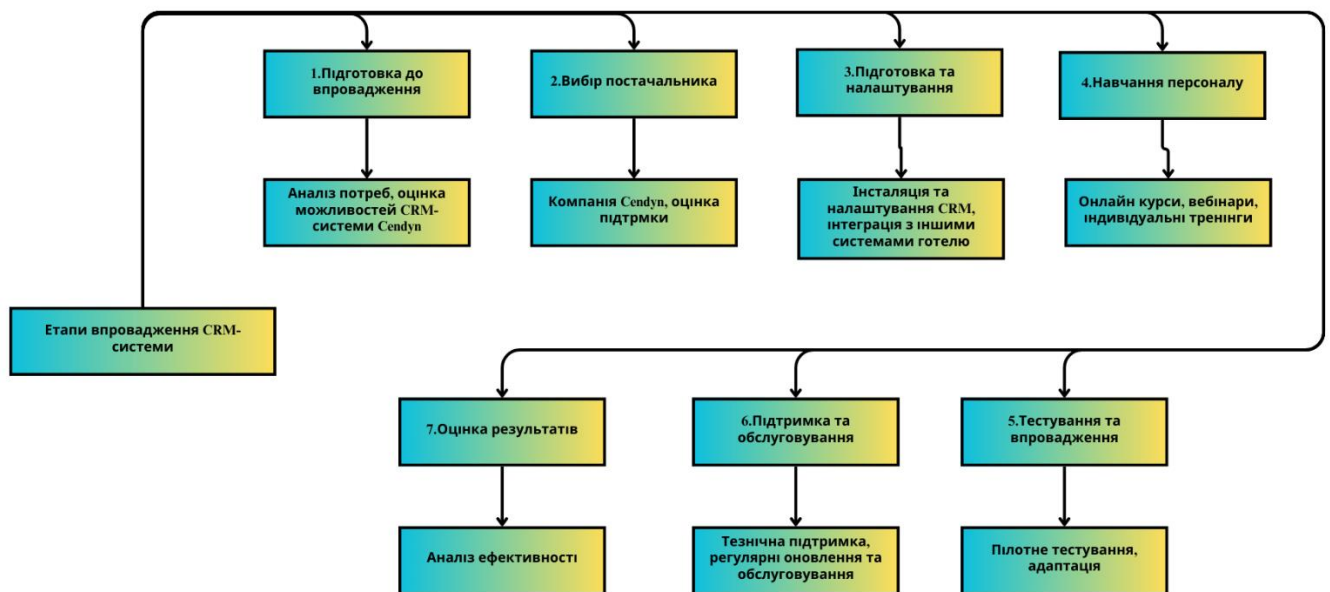 1.Підготовка до
впровадження
2.Вибір постачальника
3.Підготовка та
налаштування
4.Навчання персоналу
Аналіз потреб, оцінка
можливостей CRM-
системи Cendyn
Компанія Cendyn, оцінка
підтрмки
Інсталяція та
налаштування CRM,
інтеграція з іншими
системами готелю
Онлайн курси, вебінари,
індивідуальні тренінги
Етапи впровадження CRM-
системи
7.Оцінка результатів
6.Підтримка та
обслуговування
5.Тестування та
впровадження
Аналіз ефективності
Тезнічна підтримка,
регулярні оновлення та
обслуговування
Пілотне тестування,
адаптація